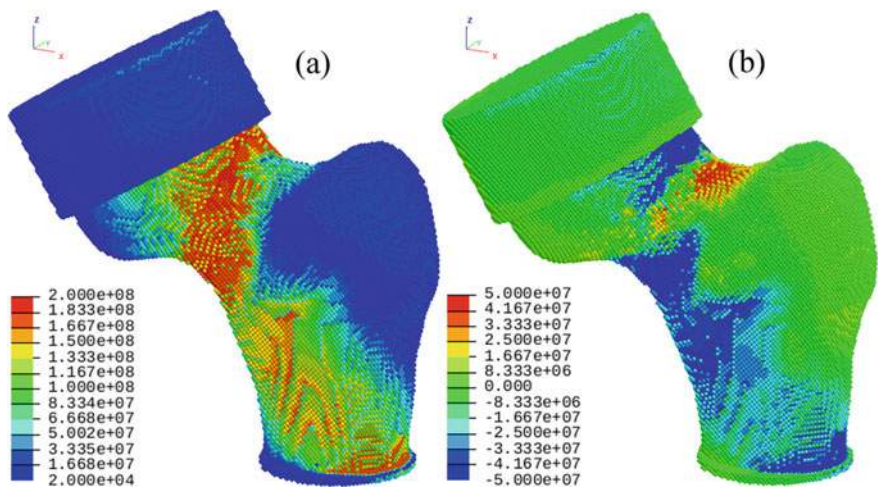 z
Y
x
(a)
2.000e+08
1.833e+08
1.667e+08
1.500e+08
1.333e+08
1.167e+08
1.000e+08
8.334e+07
6.668e+07
5.002e+07
3.335e+07
1.668e+07
2.000e+04
z
Y
x
(b)
5.000e+07
4.167e+07
3.333e+07
2.500e+07
1.667e+07
8.333e+06
0.000
-8.333e+06
-1.667e+07
-2.500e+07
-3.333e+07
-4.167e+07
-5.000e+07